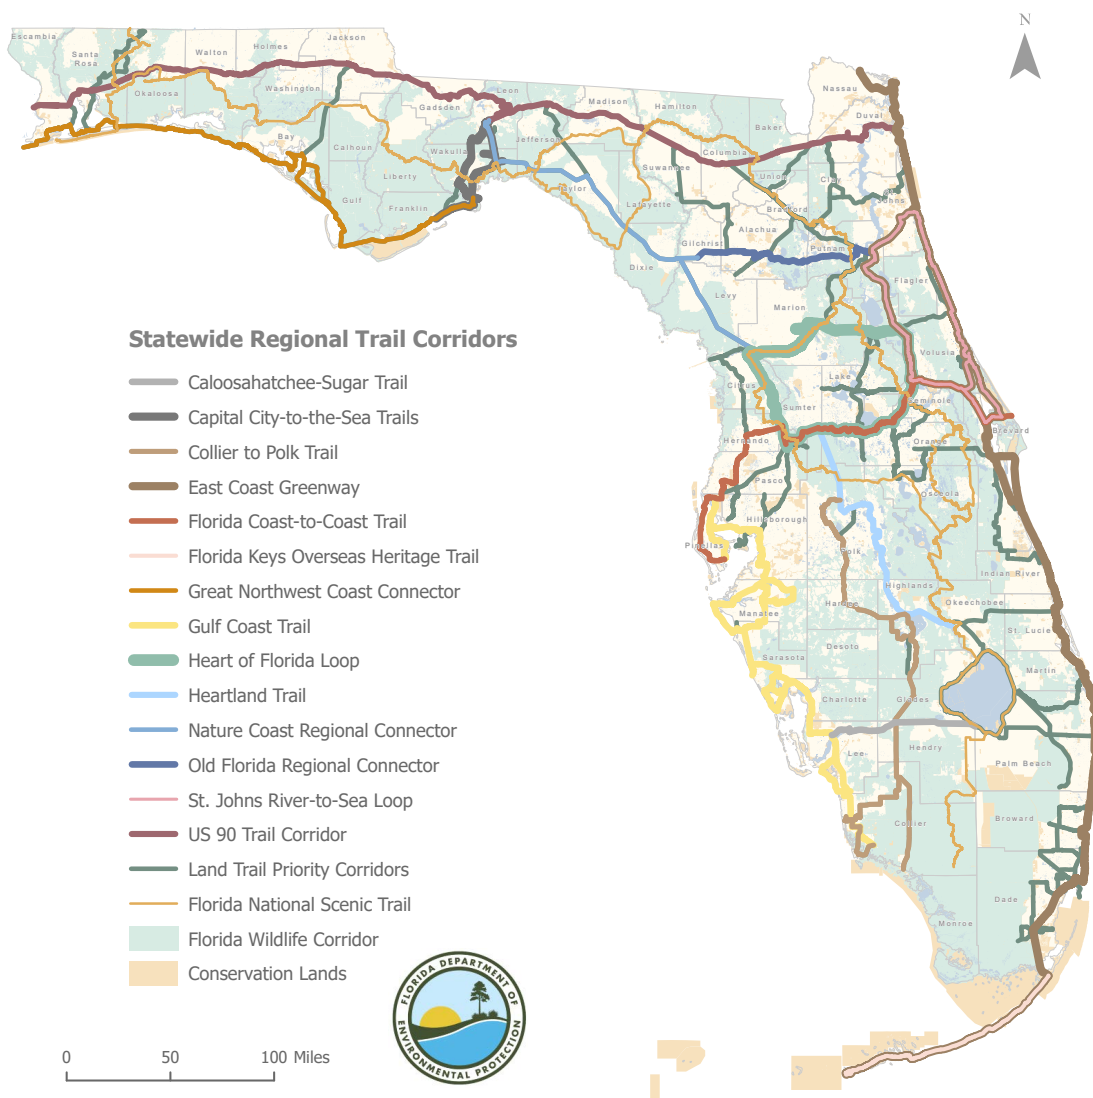 N
Escambia
Santa
Rosa
Okaloosa
Walton
Holmes
Jackson
Washington
Bay
Calhoun
Gulf
Liberty
Franklin
Gadsden
Leon
Wakulla
Jefferson
Madison
Taylor
Hamilton
Suwannee
Lafayette
Dixie
Columbia
Baker
Nassau
Duval
Union
Clay
St.
Johns
Bradford
Alachua
Gilchrist
Putnam
Levy
Marion
Flagler
Volusia
Citrus
Sumter
Lake
Seminole
Orange
Brevard
Hernando
Pasco
Hillsborough
Pinellas
Polk
Osceola
Indian River
Manatee
Hardee
Highlands
Okeechobee
St. Lucie
Sarasota
Desoto
Martin
Charlotte
Glades
Lee
Hendry
Palm Beach
Collier
Broward
Monroe
Dade
Statewide Regional Trail Corridors
Caloosahatchee-Sugar Trail
Capital City-to-the-Sea Trails
Collier to Polk Trail
East Coast Greenway
Florida Coast-to-Coast Trail
Florida Keys Overseas Heritage Trail
Great Northwest Coast Connector
Gulf Coast Trail
Heart of Florida Loop
Heartland Trail
Nature Coast Regional Connector
Old Florida Regional Connector
St. Johns River-to-Sea Loop
US 90 Trail Corridor
Land Trail Priority Corridors
Florida National Scenic Trail
Florida Wildlife Corridor
Conservation Lands
FLORIDA DEPARTMENT OF
ENVIRONMENTAL PROTECTION
0 50 100 Miles